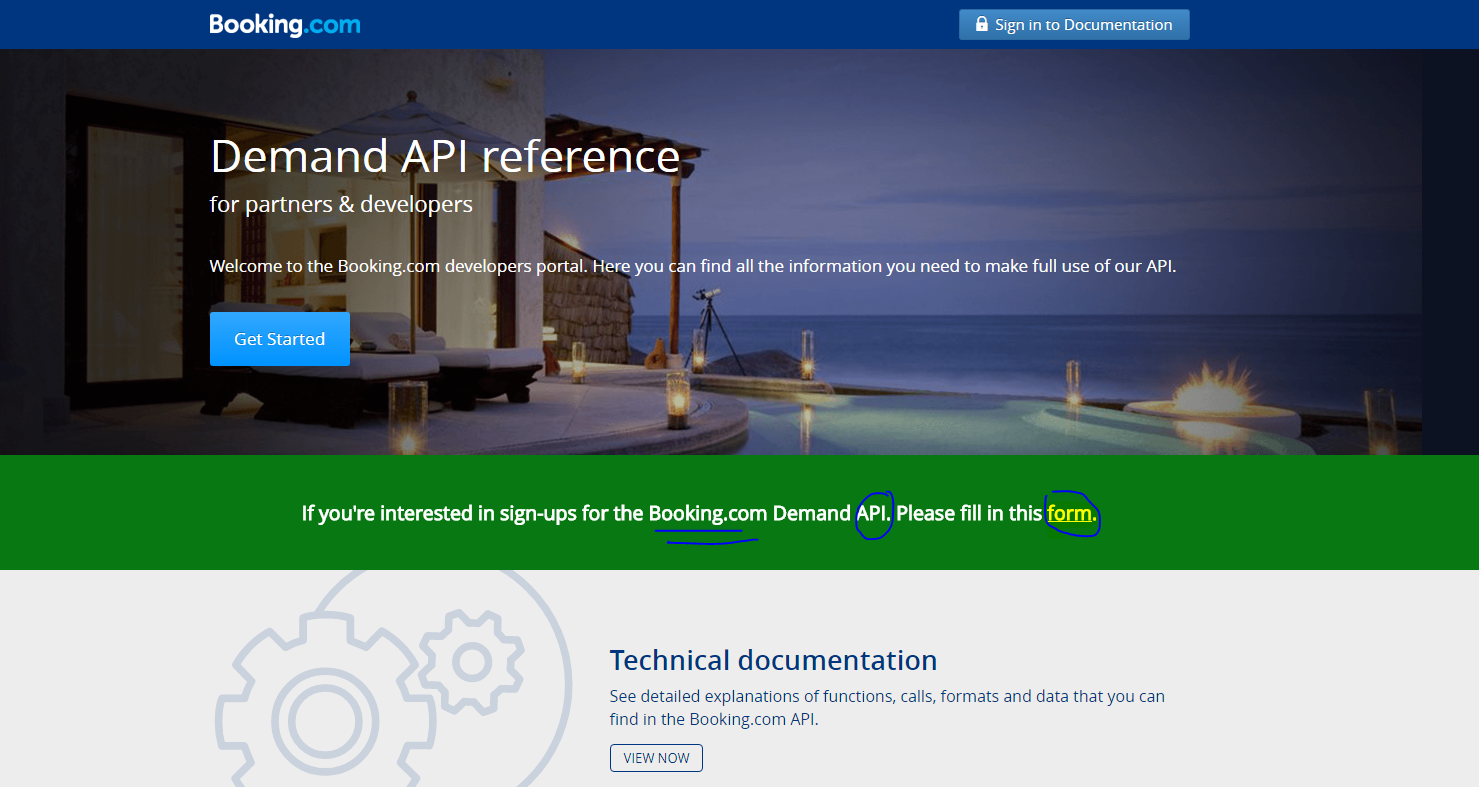 Booking.com
Sign in to Documentation
Demand API reference
for partners & developers
Welcome to the Booking.com developers portal. Here you can find all the information you need to make full use of our API.
Get Started
If you're interested in sign-ups for the Booking.com Demand API. Please fill in this form.
Technical documentation
See detailed explanations of functions, calls, formats and data that you can
find in the Booking.com API.
VIEW NOW